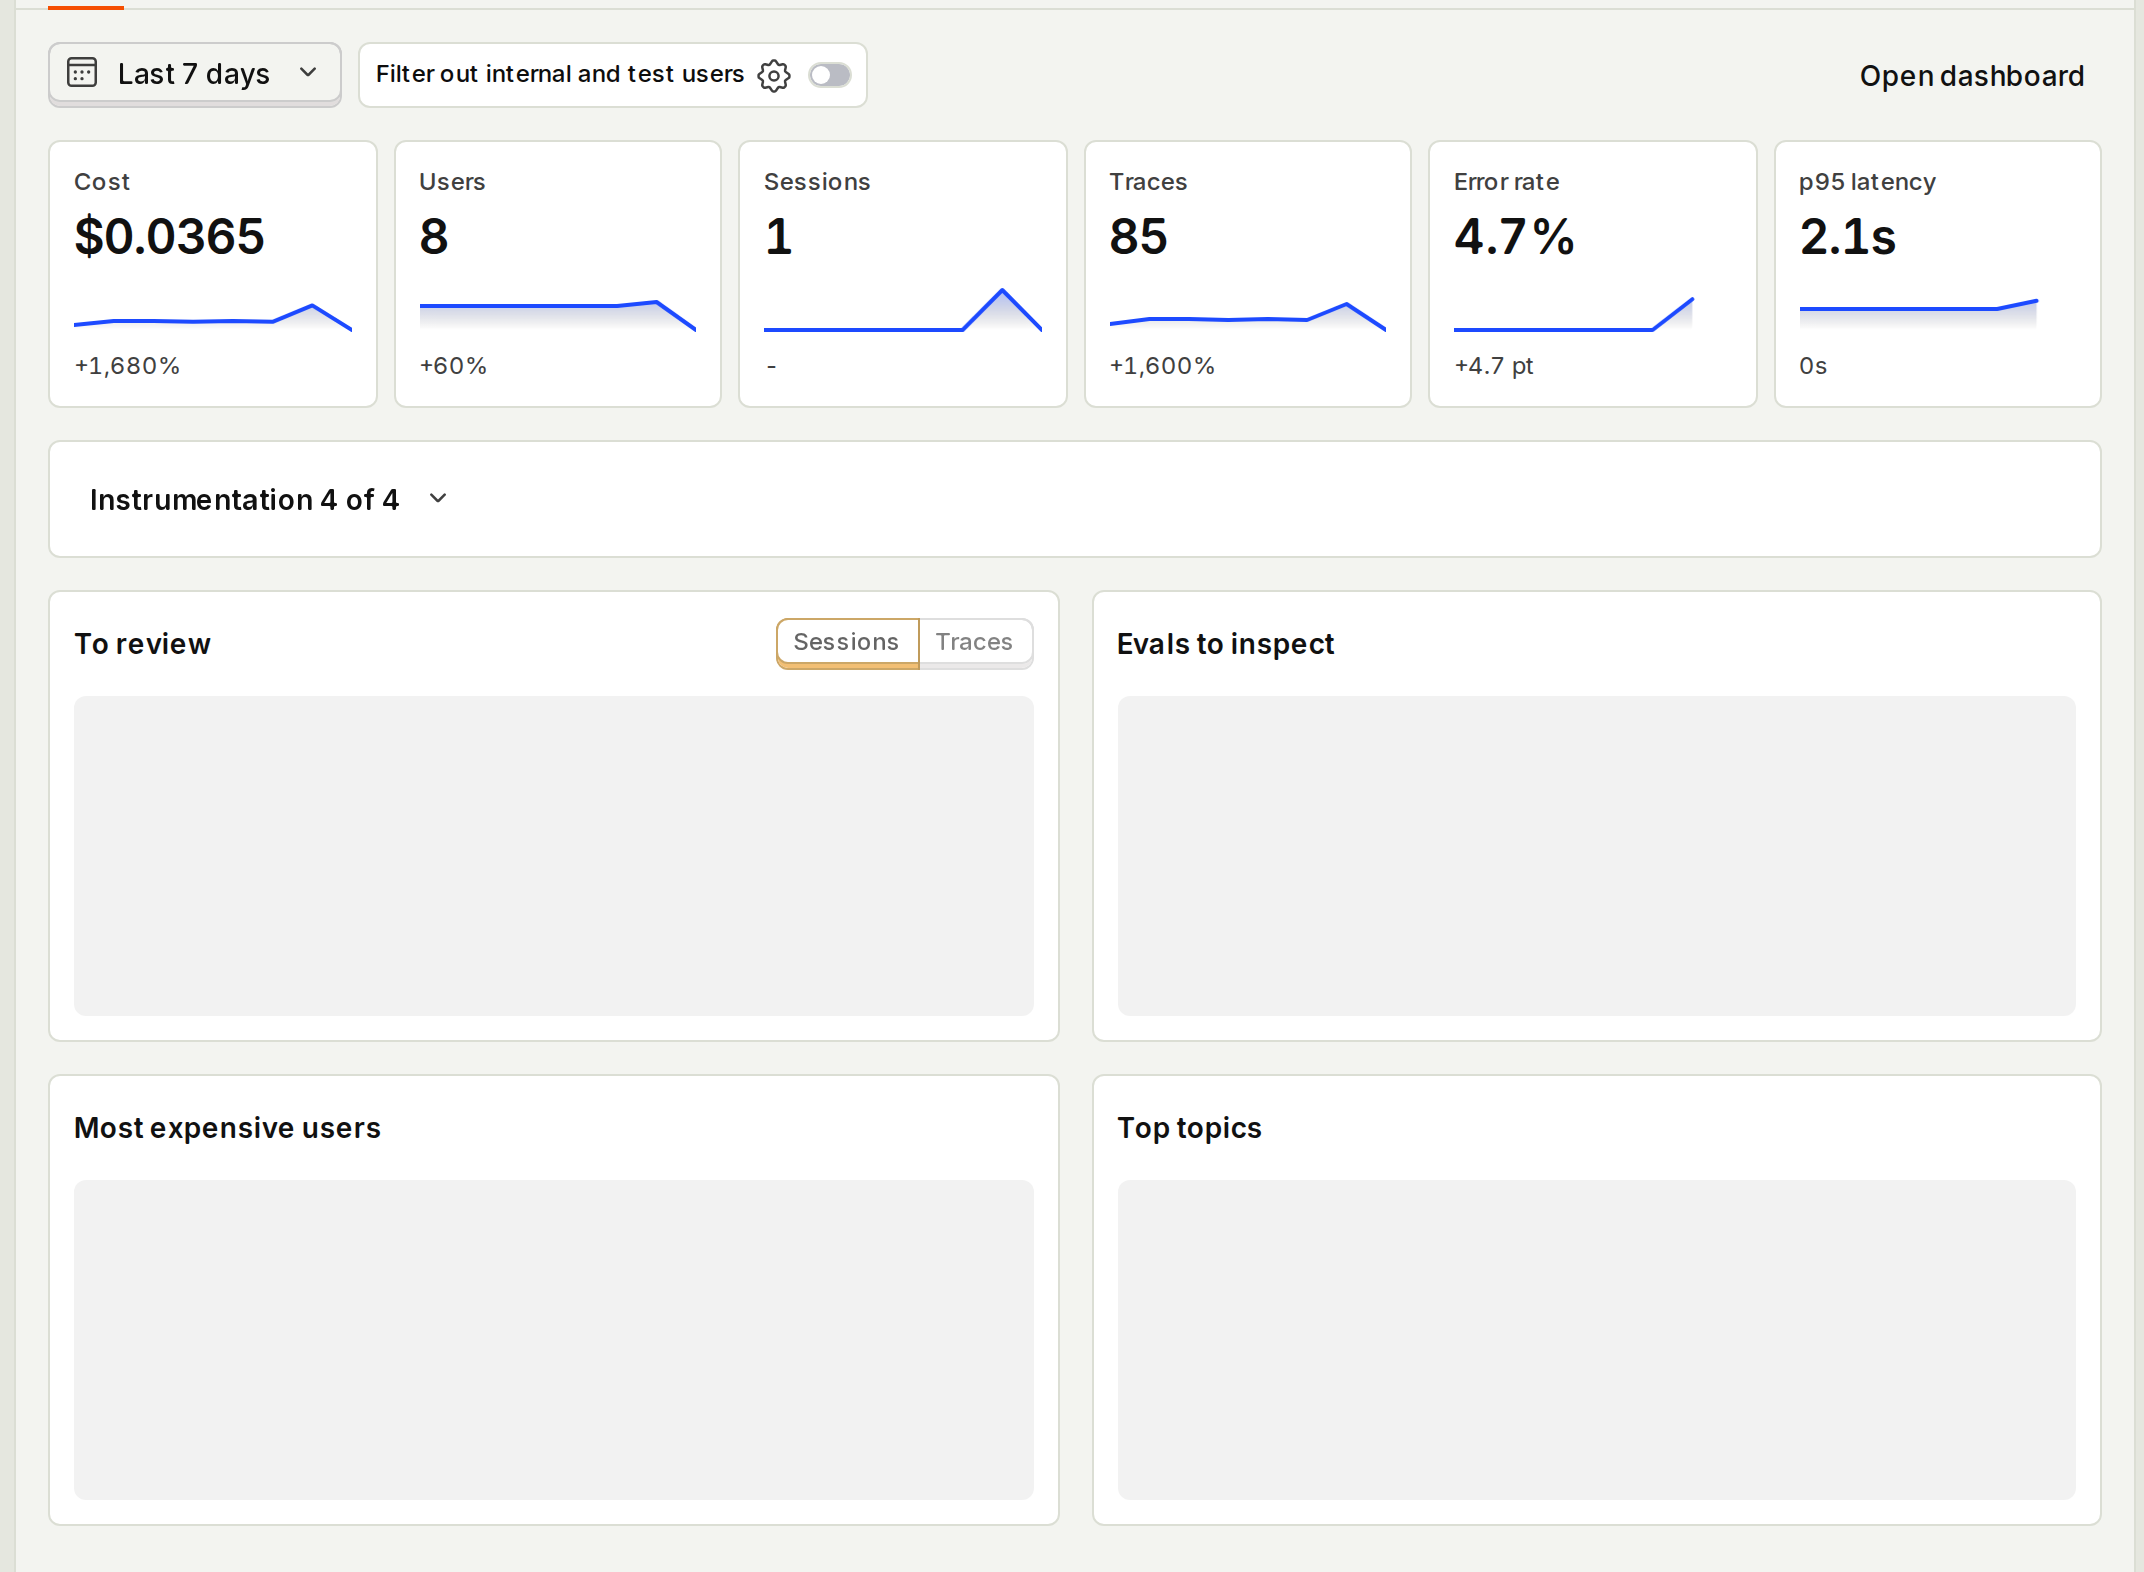 Last 7 days
Filter out internal and test users
Open dashboard
Cost
$0.0365
+1,680%
Users
8
+60%
Sessions
1
-
Traces
85
+1,600%
Error rate
4.7%
+4.7 pt
p95 latency
2.1s
0s
Instrumentation 4 of 4
To review
Sessions
Traces
Evals to inspect
Most expensive users
Top topics